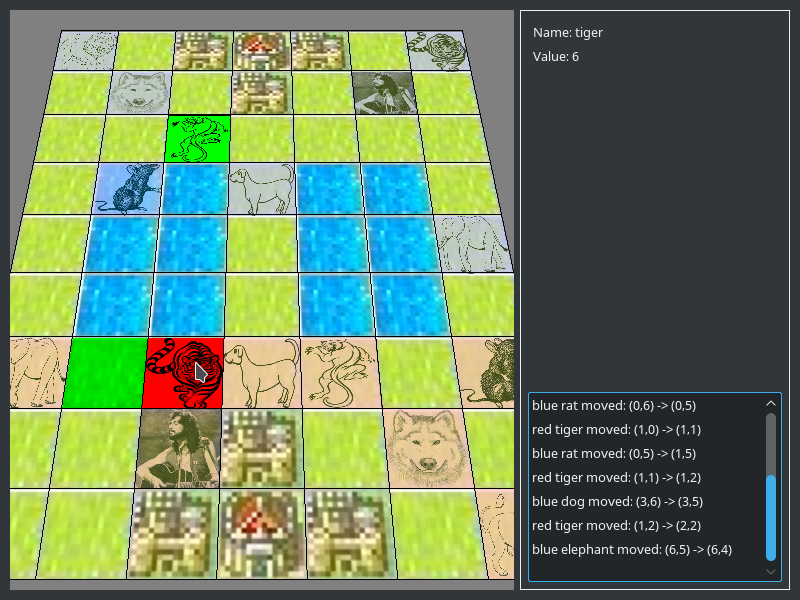 Name: tiger
Value: 6
blue rat moved: (0,6) -> (0,5)
red tiger moved: (1,0) -> (1,1)
blue rat moved: (0,5) -> (1,5)
red tiger moved: (1,1) -> (1,2)
blue dog moved: (3,6) -> (3,5)
red tiger moved: (1,2) -> (2,2)
blue elephant moved: (6,5) -> (6,4)